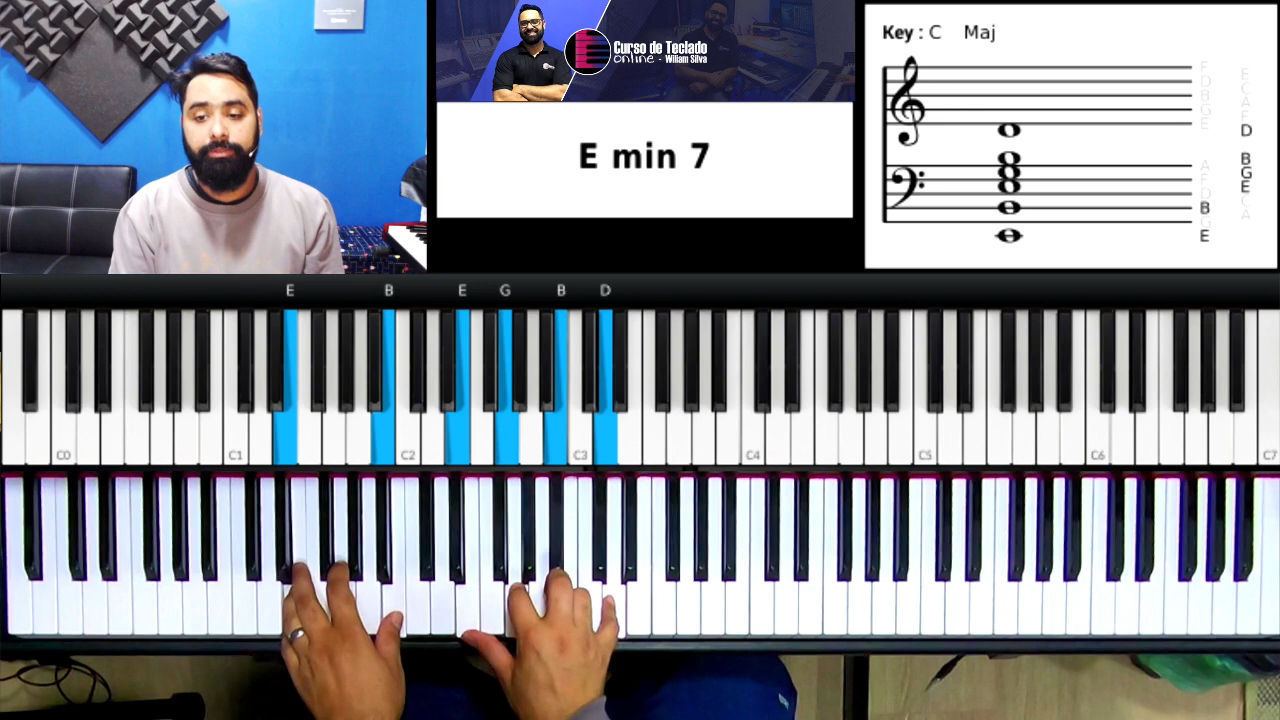 Curso de Teclado
online - Wiliam Silva
E min 7
Key : C Maj
F
D
B
G
E
A
F
D
B
G
E
E
C
A
F
D
B
G
E
C
A
E B E G B D
C0 C1 C2 C3 C4 C5 C6 C7